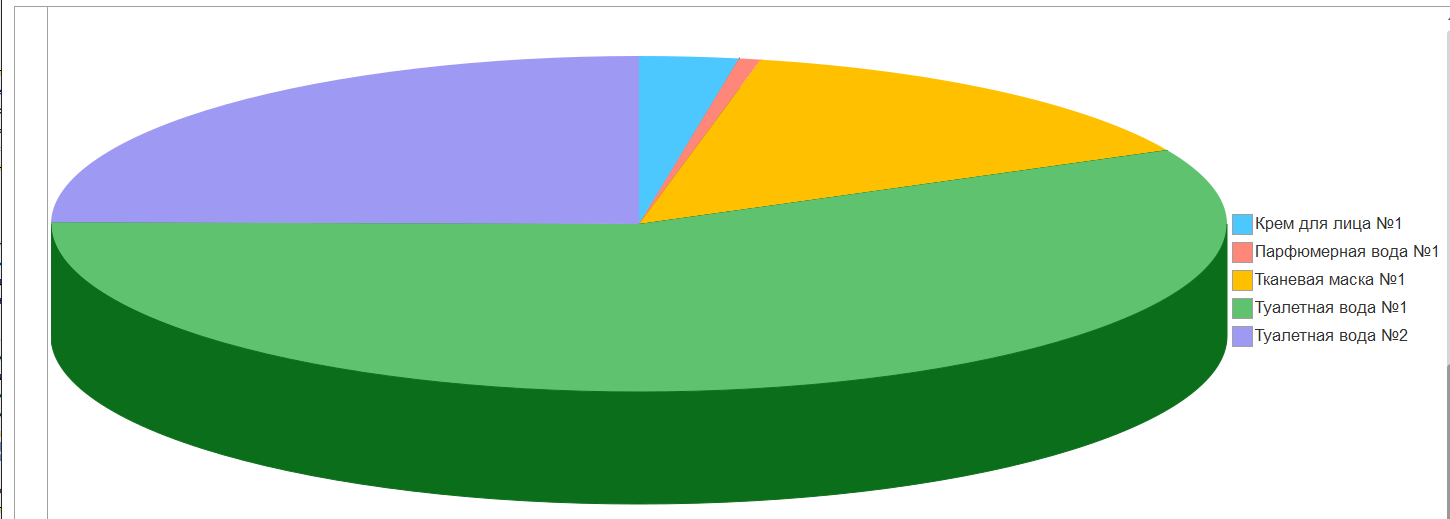 Крем для лица №1
Парфюмерная вода №1
Тканевая маска №1
Туалетная вода №1
Туалетная вода №2